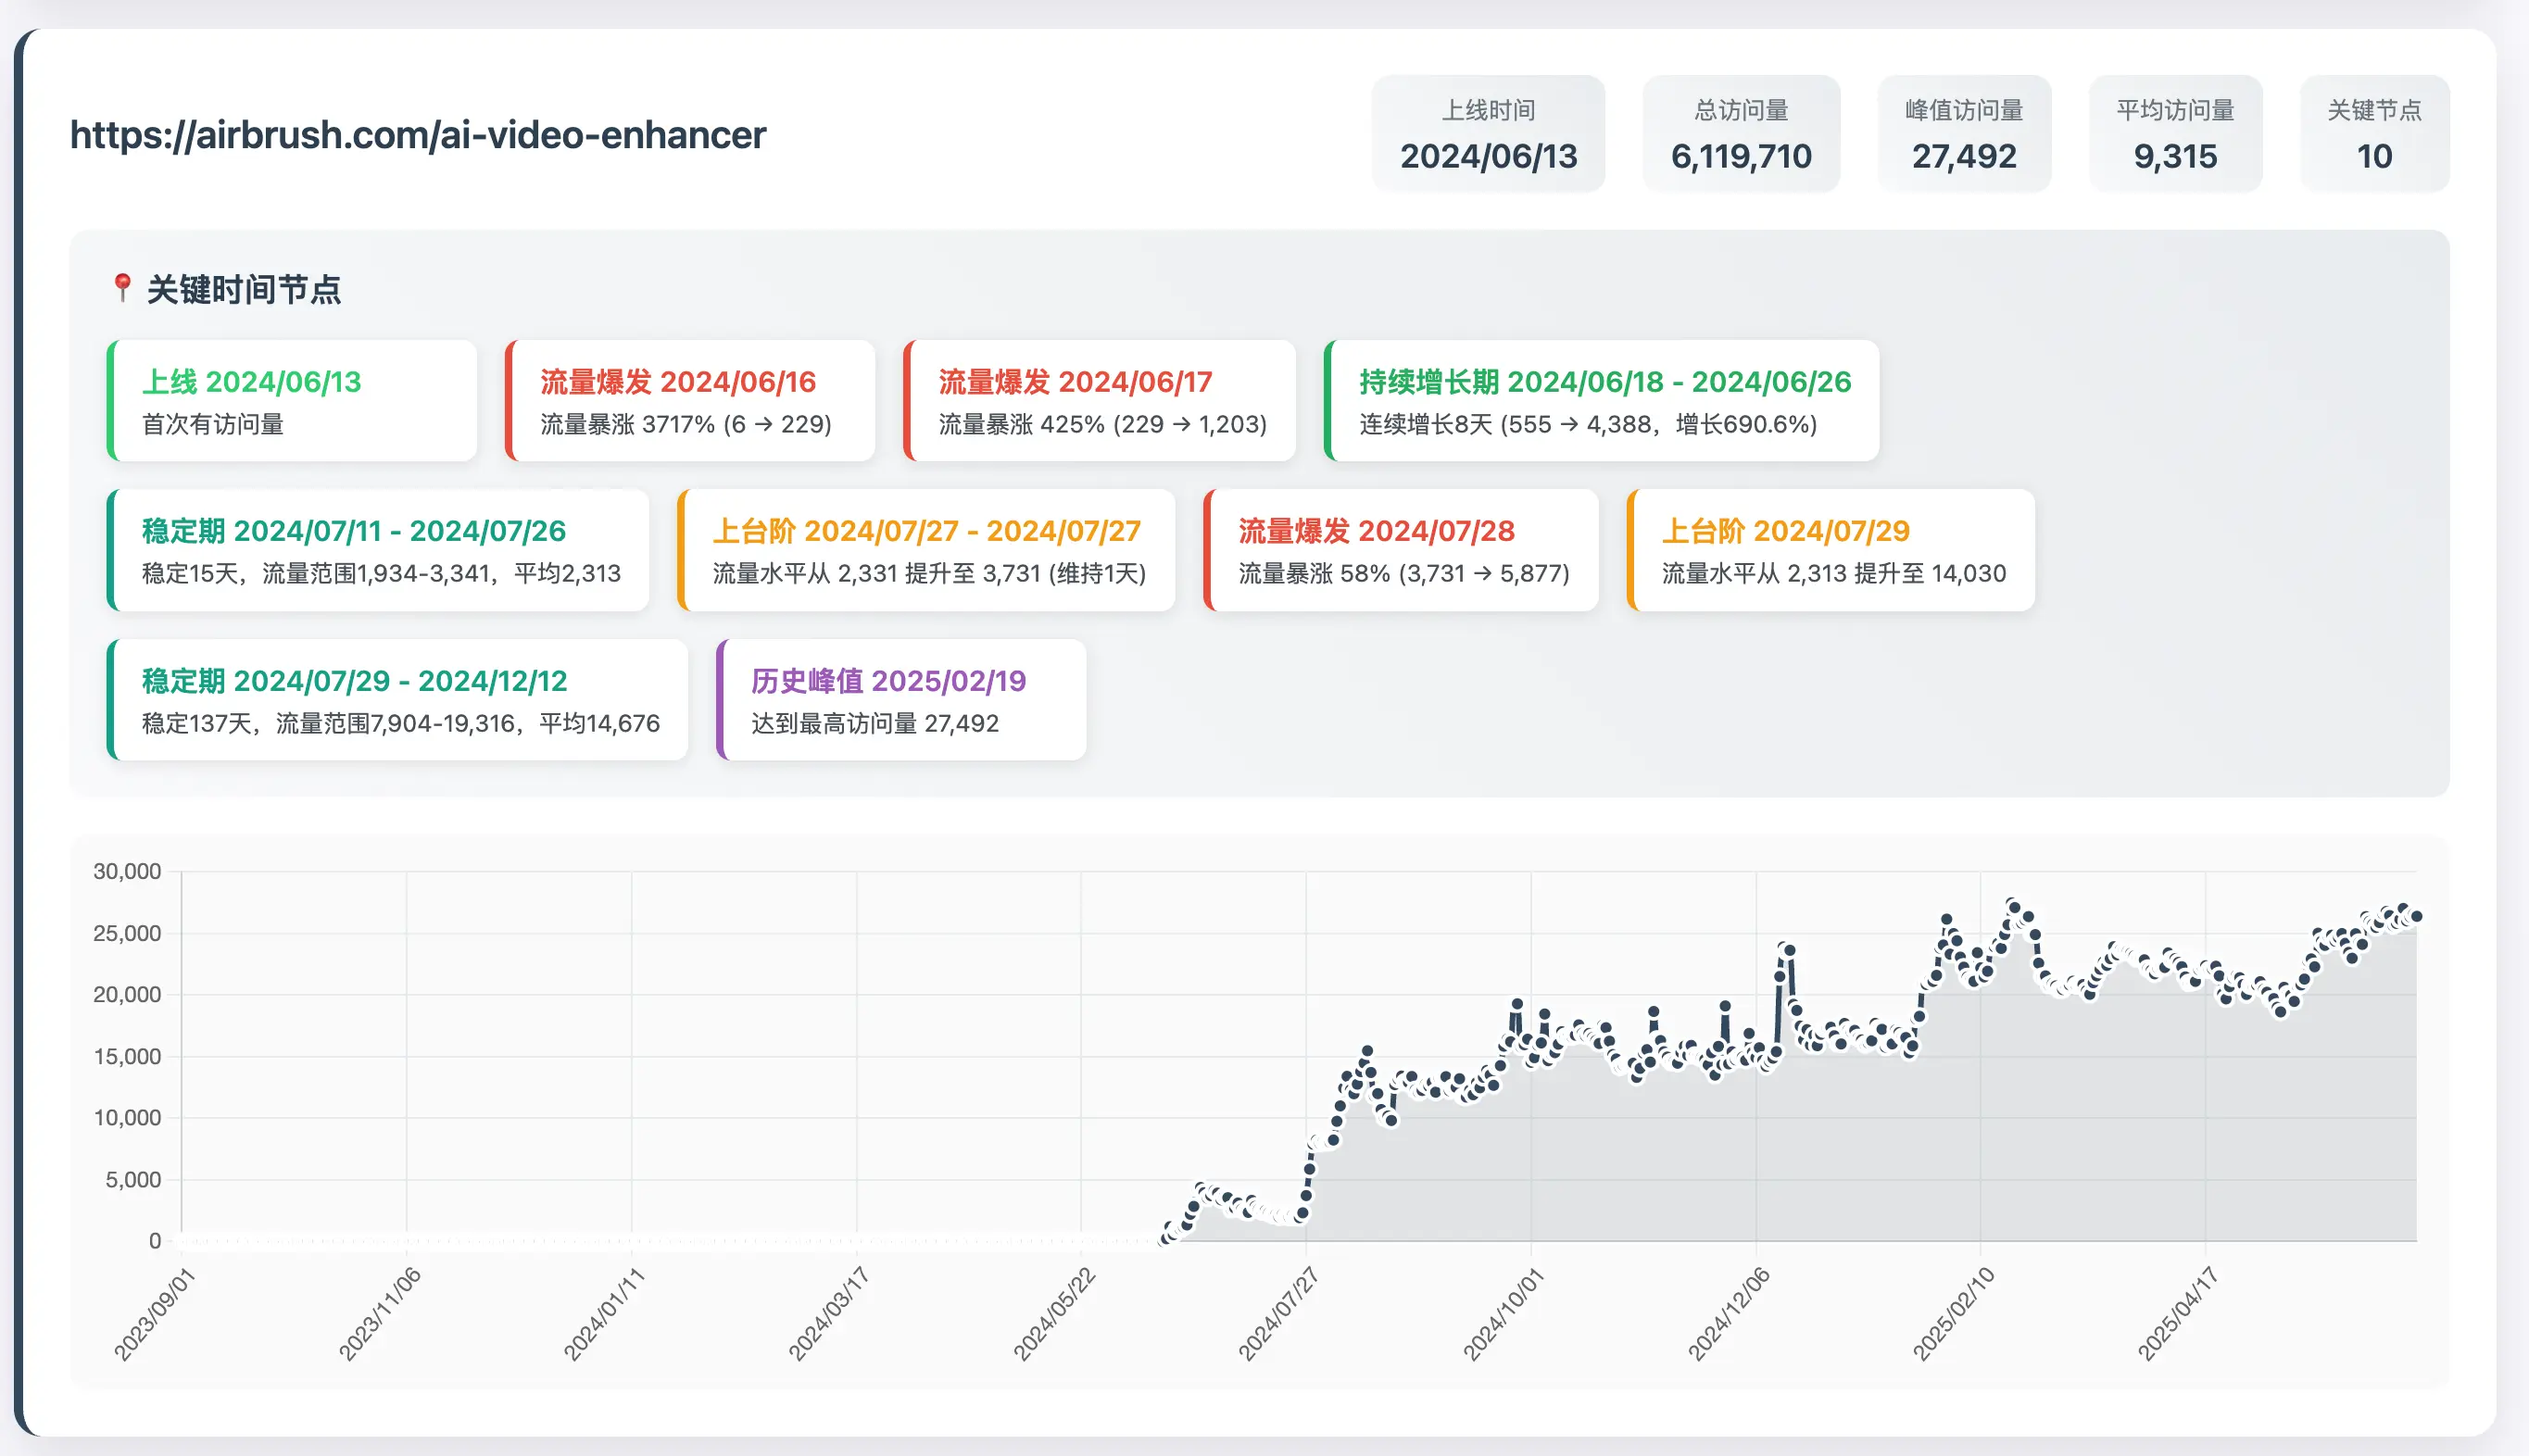 https://airbrush.com/ai-video-enhancer
上线时间
2024/06/13
总访问量
6,119,710
峰值访问量
27,492
平均访问量
9,315
关键节点
10
📍 关键时间节点
上线 2024/06/13
首次有访问量
流量爆发 2024/06/16
流量暴涨 3717% (6 → 229)
流量爆发 2024/06/17
流量暴涨 425% (229 → 1,203)
持续增长期 2024/06/18 - 2024/06/26
连续增长8天 (555 → 4,388，增长690.6%)
稳定期 2024/07/11 - 2024/07/26
稳定15天，流量范围1,934-3,341，平均2,313
上台阶 2024/07/27 - 2024/07/27
流量水平从 2,331 提升至 3,731 (维持1天)
流量爆发 2024/07/28
流量暴涨 58% (3,731 → 5,877)
上台阶 2024/07/29
流量水平从 2,313 提升至 14,030
稳定期 2024/07/29 - 2024/12/12
稳定137天，流量范围7,904-19,316，平均14,676
历史峰值 2025/02/19
达到最高访问量 27,492
30,000
25,000
20,000
15,000
10,000
5,000
0
2023/09/01
2023/11/06
2024/01/11
2024/03/17
2024/05/22
2024/07/27
2024/10/01
2024/12/06
2025/02/10
2025/04/17